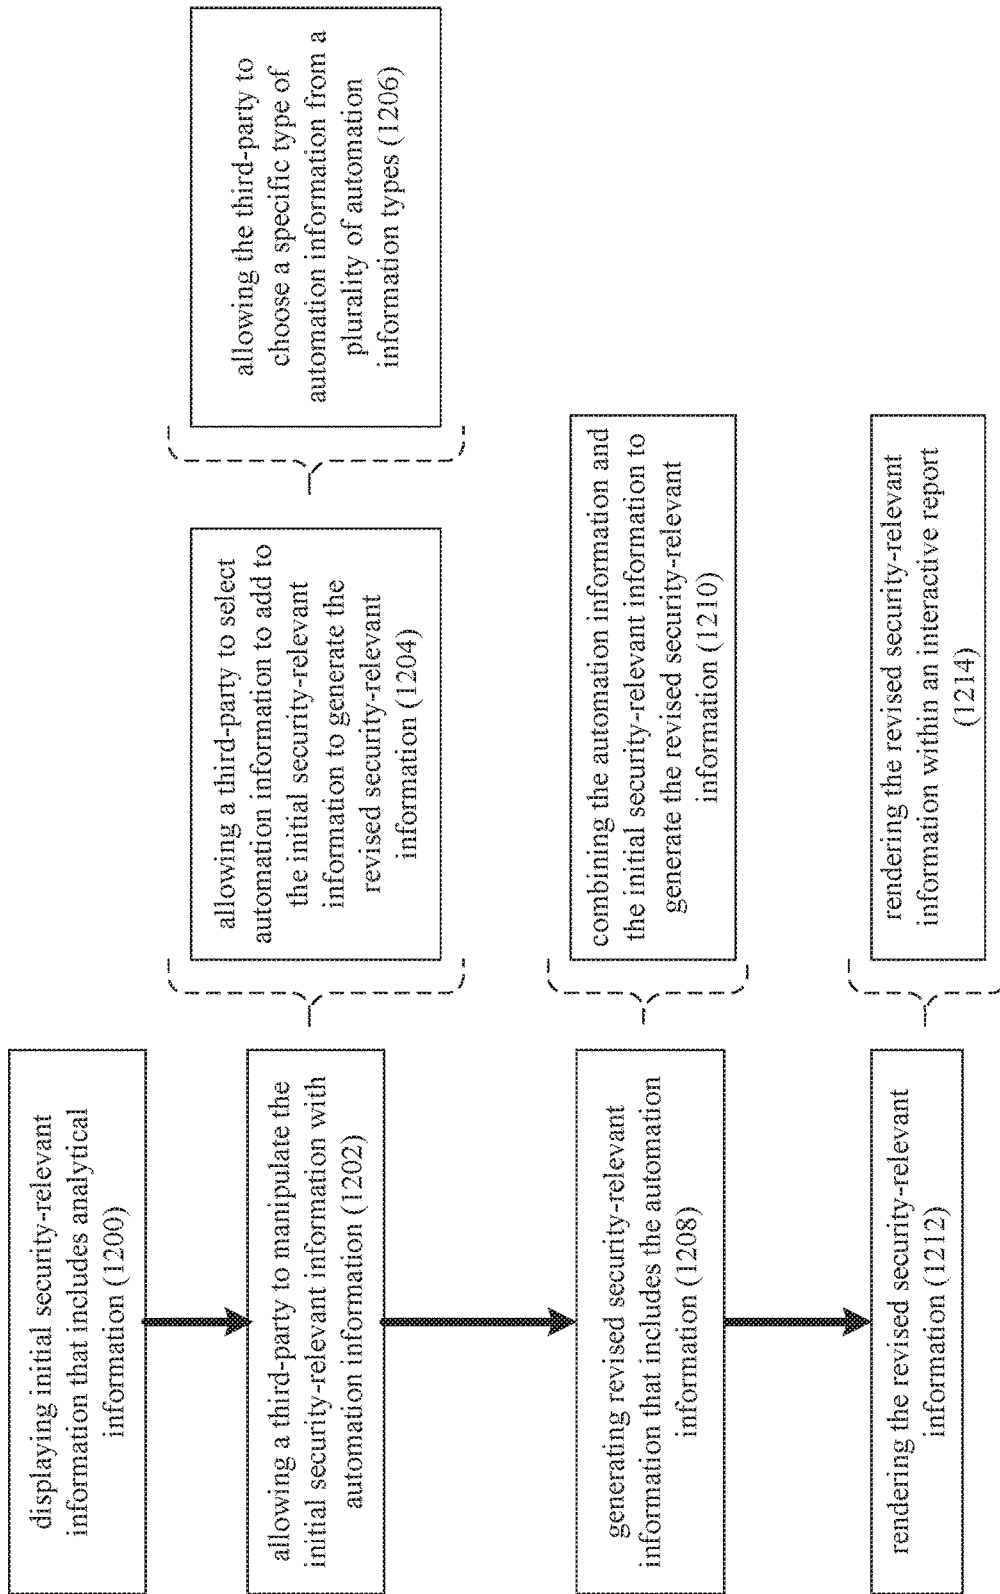 displaying initial security-relevant
information that includes analytical
information (1200)
allowing a third-party to manipulate the
initial security-relevant information with
automation information (1202)
allowing a third-party to select
automation information to add to
the initial security-relevant
information to generate the
revised security-relevant
information (1204)
allowing the third-party to
choose a specific type of
automation information from a
plurality of automation
information types (1206)
generating revised security-relevant
information that includes the automation
information (1208)
combining the automation information and
the initial security-relevant information to
generate the revised security-relevant
information (1210)
rendering the revised security-relevant
information (1212)
rendering the revised security-relevant
information within an interactive report
(1214)